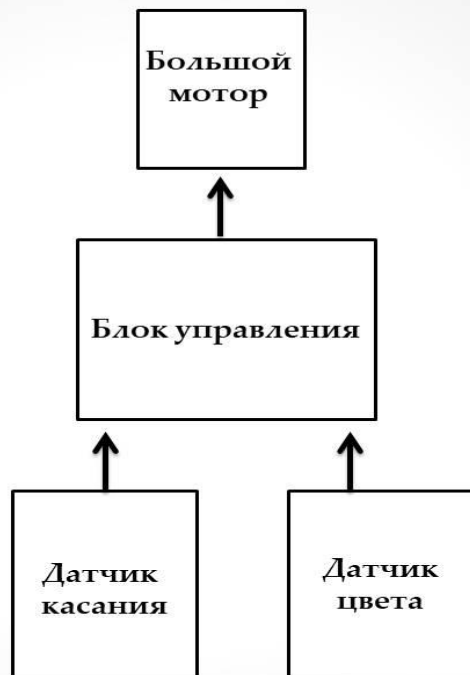 Большой
мотор
Блок управления
Датчик
касания
Датчик
цвета